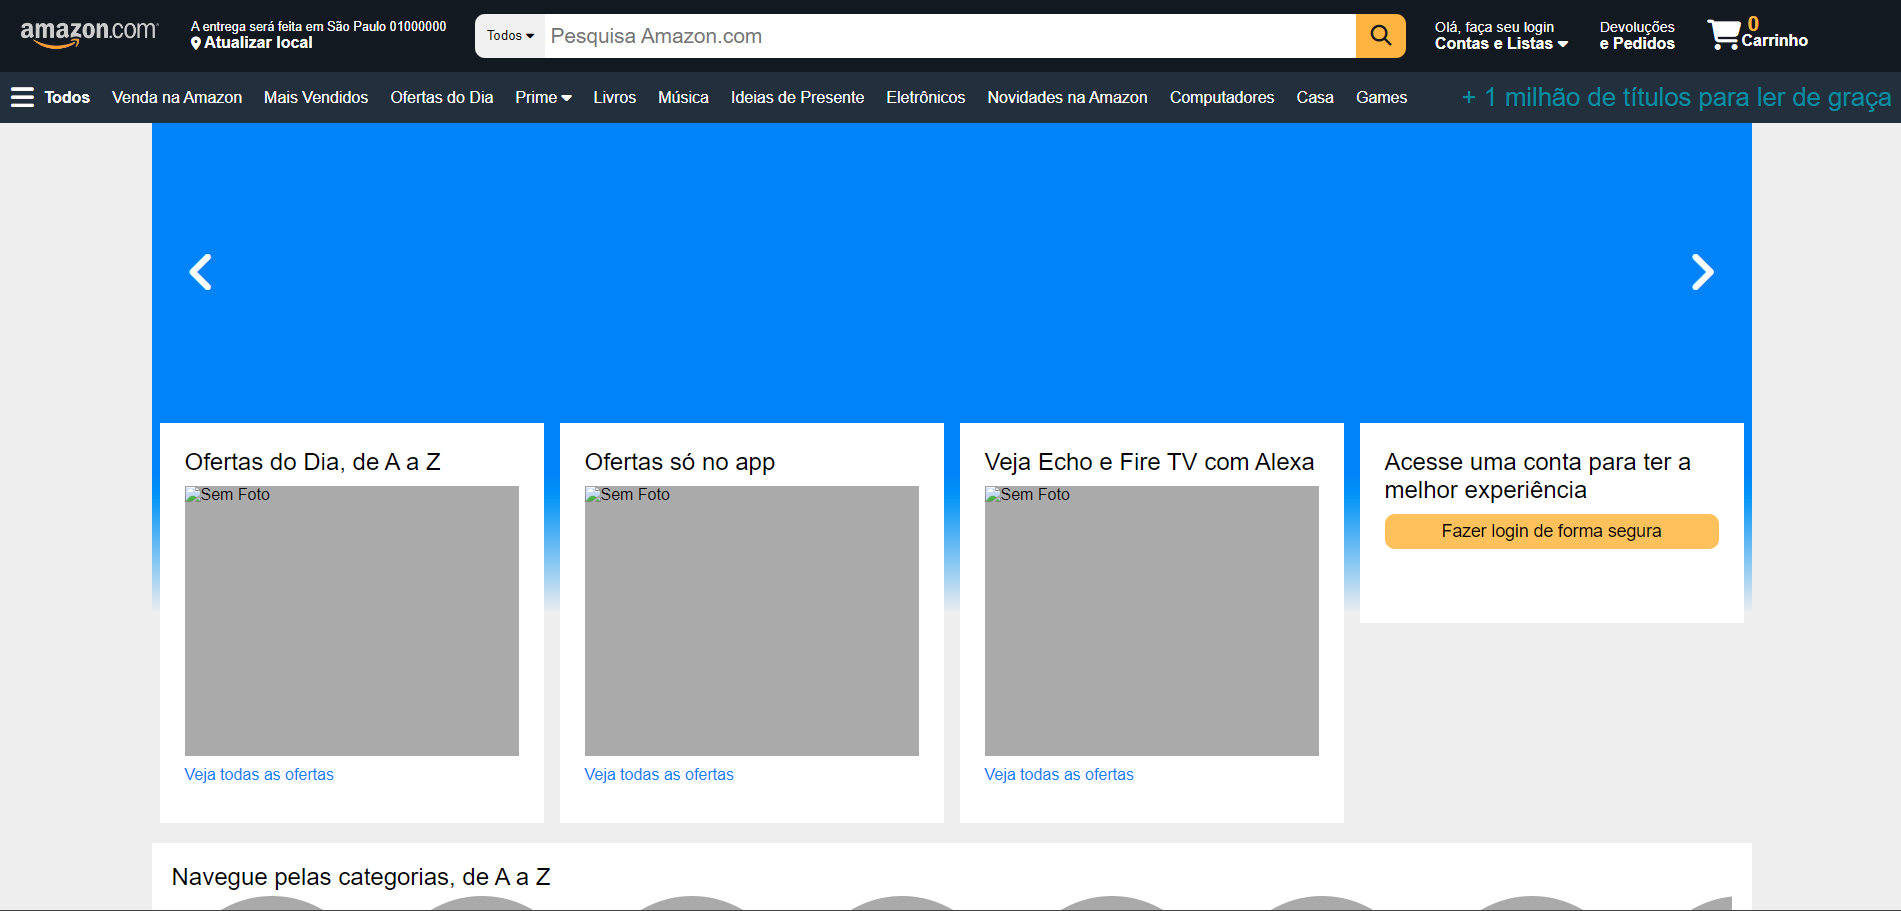 amazon.com
A entrega será feita em São Paulo 01000000
Atualizar local
Todos
Pesquisa Amazon.com
Olá, faça seu login
Contas e Listas
Devoluções
e Pedidos
0
Carrinho
Todos Venda na Amazon Mais Vendidos Ofertas do Dia Prime Livros Música Ideias de Presente Eletrônicos Novidades na Amazon Computadores Casa Games + 1 milhão de títulos para ler de graça
Ofertas do Dia, de A a Z
Sem Foto
Veja todas as ofertas
Ofertas só no app
Sem Foto
Veja todas as ofertas
Veja Echo e Fire TV com Alexa
Sem Foto
Veja todas as ofertas
Acesse uma conta para ter a
melhor experiência
Fazer login de forma segura
Navegue pelas categorias, de A a Z